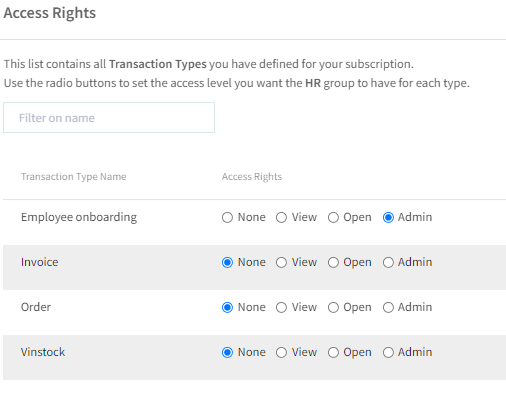 Access Rights
This list contains all Transaction Types you have defined for your subscription.
Use the radio buttons to set the access level you want the HR group to have for each type.
Filter on name
Transaction Type Name Access Rights
Employee onboarding None View Open Admin
Invoice None View Open Admin
Order None View Open Admin
Vinstock None View Open Admin